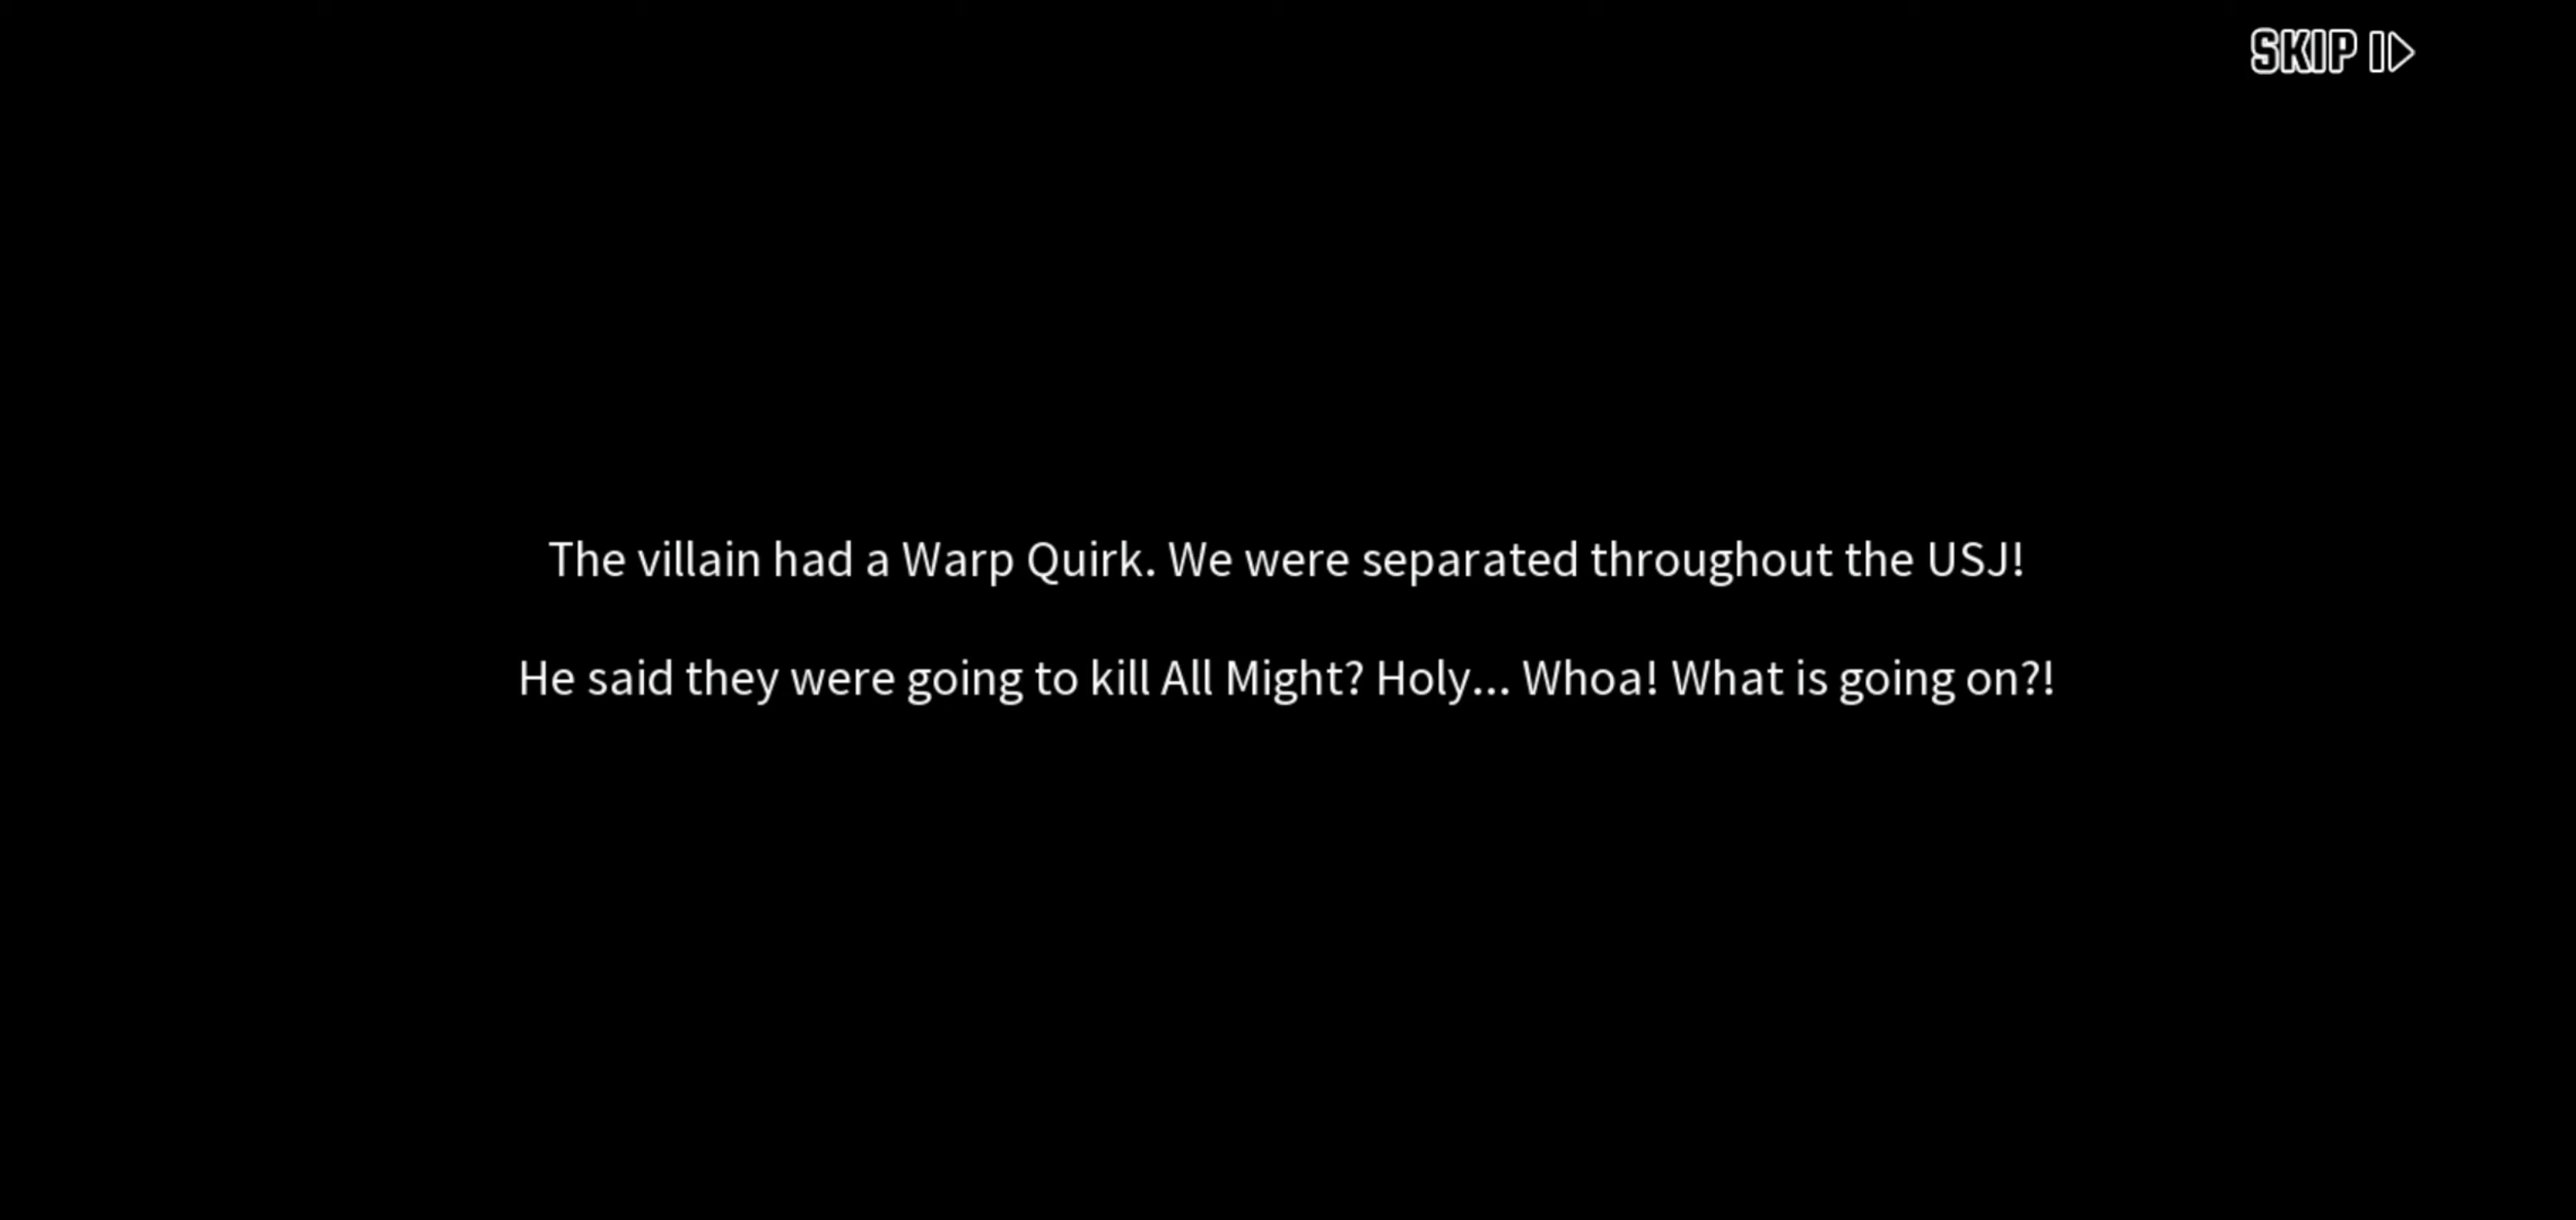 SKIP
The villain had a Warp Quirk. We were separated throughout the USJ!
He said they were going to kill All Might? Holy... Whoa! What is going on?!